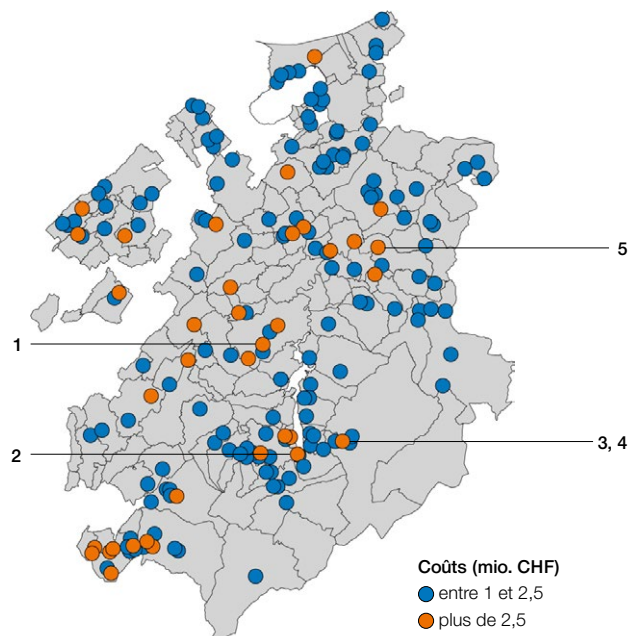 5
1
3, 4
2
Coûts (mio. CHF)
entre 1 et 2,5
plus de 2,5